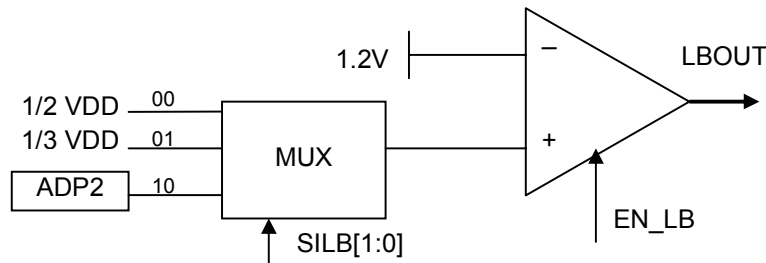 1.2V
−
LBOUT
1/2 VDD 00
1/3 VDD 01
MUX
+
ADP2 10
SILB[1:0]
EN_LB